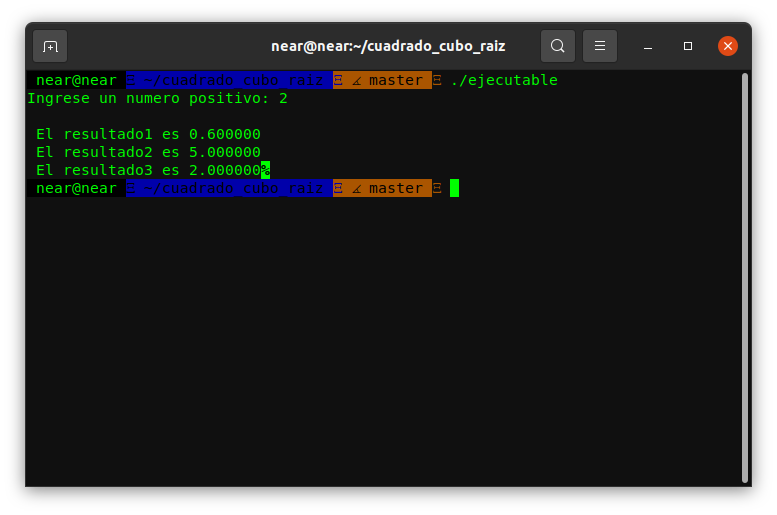 near@near:~/cuadrado_cubo_raiz
near@near ~/cuadrado_cubo_raiz master ./ejecutable
Ingrese un numero positivo: 2
El resultado1 es 0.600000
El resultado2 es 5.000000
El resultado3 es 2.000000%
near@near ~/cuadrado_cubo_raiz master